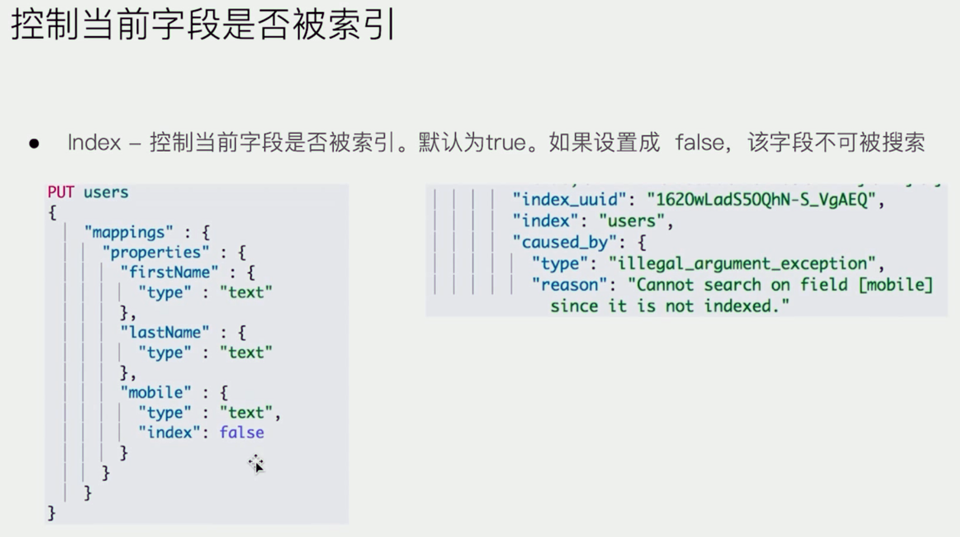 控制当前字段是否被索引
● Index – 控制当前字段是否被索引。默认为true。如果设置成 false，该字段不可被搜索
PUT users
{
"mappings" : {
"properties" : {
"firstName" : {
"type" : "text"
},
"lastName" : {
"type" : "text"
},
"mobile" : {
"type" : "text",
"index": false
}
}
}
}
"index_uuid": "162OwLadS5OQhN-S_VgAEQ",
"index": "users",
"caused_by": {
"type": "illegal_argument_exception",
"reason": "Cannot search on field [mobile]
since it is not indexed."